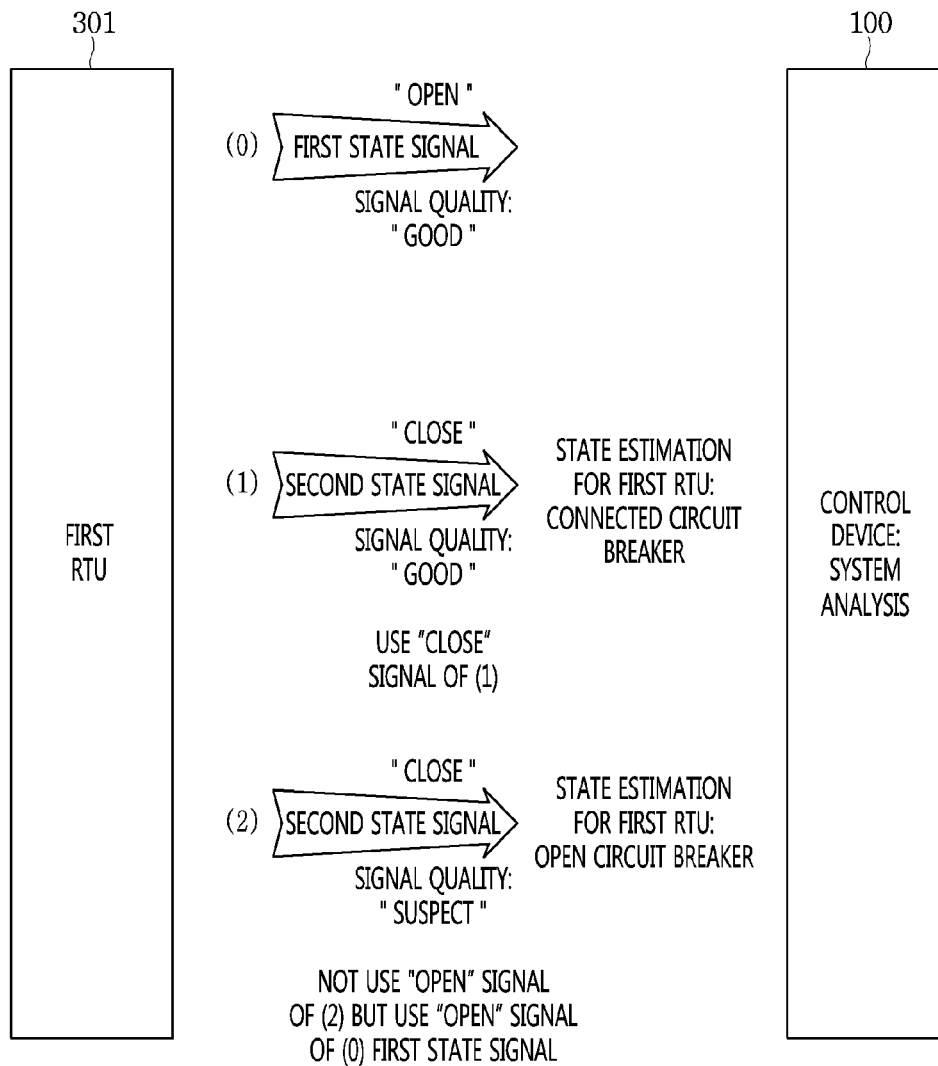 301
100
" OPEN "
(0)
FIRST STATE SIGNAL
SIGNAL QUALITY:
" GOOD "
" CLOSE "
(1)
SECOND STATE SIGNAL
SIGNAL QUALITY:
" GOOD "
STATE ESTIMATION
FOR FIRST RTU:
CONNECTED CIRCUIT
BREAKER
FIRST
RTU
CONTROL
DEVICE:
SYSTEM
ANALYSIS
USE "CLOSE"
SIGNAL OF (1)
" CLOSE "
(2)
SECOND STATE SIGNAL
SIGNAL QUALITY:
" SUSPECT "
STATE ESTIMATION
FOR FIRST RTU:
OPEN CIRCUIT BREAKER
NOT USE "OPEN" SIGNAL
OF (2) BUT USE "OPEN" SIGNAL
OF (0) FIRST STATE SIGNAL